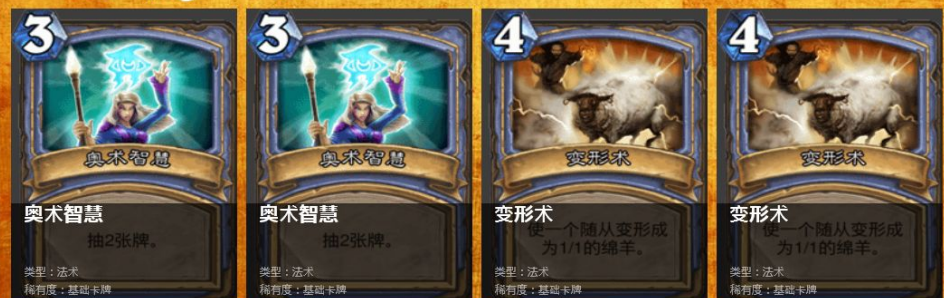 3
奥术智慧
奥术智慧
抽2张牌。
类型：法术
稀有度：基础卡牌
3
奥术智慧
奥术智慧
抽2张牌。
类型：法术
稀有度：基础卡牌
4
变形术
变形术
使一个随从变形成
为1/1的绵羊。
类型：法术
稀有度：基础卡牌
4
变形术
变形术
使一个随从变形成
为1/1的绵羊。
类型：法术
稀有度：基础卡牌